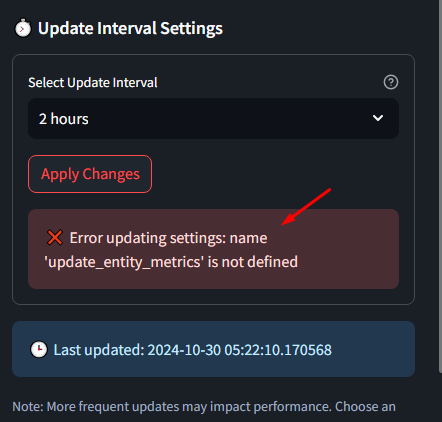 Update Interval Settings
Select Update Interval
2 hours
Apply Changes
Error updating settings: name
'update_entity_metrics' is not defined
Last updated: 2024-10-30 05:22:10.170568
Note: More frequent updates may impact performance. Choose an